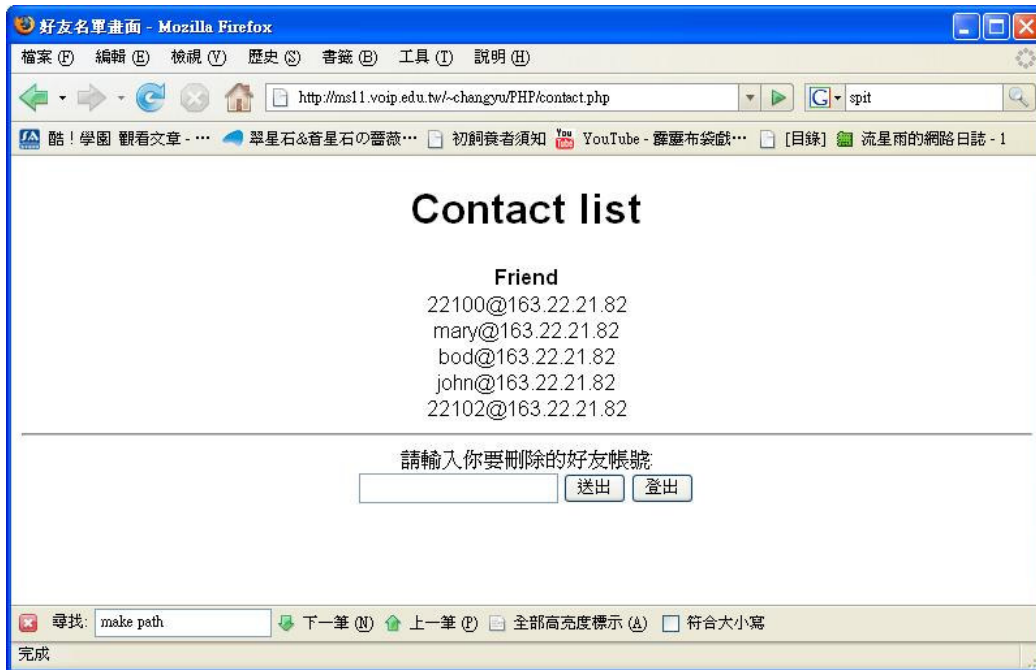 好友名單畫面 - Mozilla Firefox
檔案 (F) 編輯 (E) 檢視 (V) 歷史 (S) 書籤 (B) 工具 (T) 說明 (H)
http://ms11.voip.edu.tw/~changyu/PHP/contact.php G spit
酷！學園 觀看文章 - … 翠星石&蒼星石の薔薇… 初飼養者須知 You Tube YouTube - 霹靂布袋戲… [目錄] 流星雨的網路日誌 - 1
Contact list
Friend
22100@163.22.21.82
mary@163.22.21.82
bod@163.22.21.82
john@163.22.21.82
22102@163.22.21.82
請輸入你要刪除的好友帳號:
送出 登出
尋找: make path 下一筆 (N) 上一筆 (P) 全部高亮度標示 (A) 符合大小寫
完成